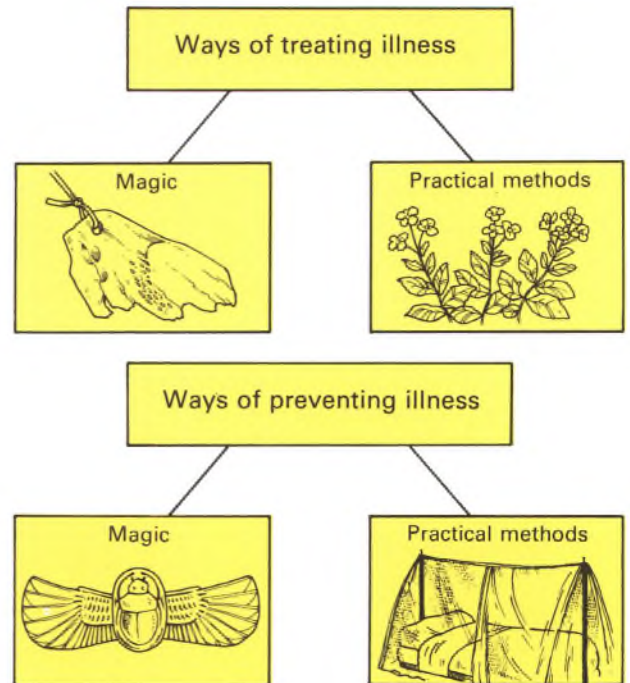 Ways of treating illness
Magic
Practical methods
Ways of preventing illness
Magic
Practical methods